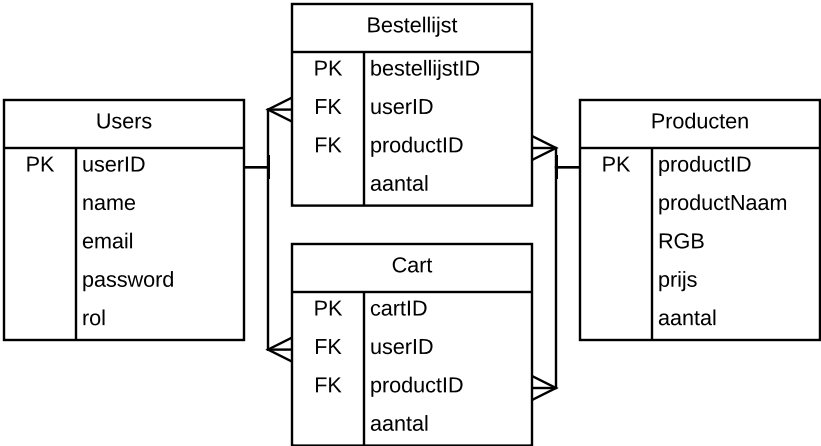 Bestellijst
PK bestellijstID
FK userID
FK productID
aantal
Users
PK userID
name
email
password
rol
Producten
PK productID
productNaam
RGB
prijs
aantal
Cart
PK cartID
FK userID
FK productID
aantal